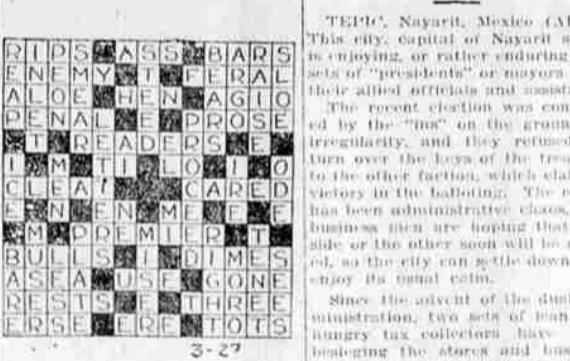 RIPS ASS BARS
ENEMY T FERAL
ALOE HEN AGIO
PENAL E PROSE
T READERS E
I M TI LO I O
CLEAT CARED
E N EN ME E E
M PREMIER T
BULLS I DIMES
ASEA USE GONE
RESTS E THREE
ERSE ERE TOTS
3-27
TEPIC, Nayarit, Mexico
This city, capital of Nayarit
is enjoying, or rather enduring
sets of "presidents" or mayors
their allied officials and
The recent election was
ed by the "ins" on the
irregularity, and they
turn over the keys of the
to the other faction, which
victory in the balloting. The
has been administrative chaos,
business men are hoping that
side or the other soon will be
ed, so the city can settle down
enjoy its usual calm.
Since the advent of the
ministration, two sets of
hungry tax collectors have
besieging the stores and